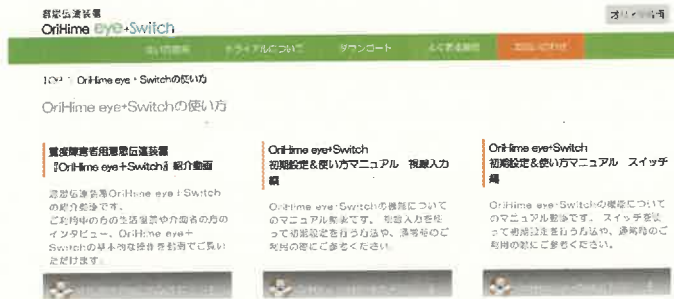 意思伝達装置
OriHime eye+Switch
トライアルについて
ダウンロード
よくある質問
お問い合わせ
TOP
OriHime eye+Switchの使い方
OriHime eye+Switchの使い方
重度障害者用意思伝達装置
『OriHime eye+Switch』紹介動画
意思伝達装置OriHime eye+Switch
の紹介動画です。
ご利用中の方の生活風景や介助者の方の
インタビュー、OriHime eye+
Switchの基本的な操作を動画でご覧い
ただけます。
OriHime eye+Switch
初期設定&使い方マニュアル 視線入力
編
OriHime eye+Switchの機能について
のマニュアル動画です。 視線入力を使
って初期設定を行う方法や、通常時のご
利用の際にご参考ください。
OriHime eye+Switch
初期設定&使い方マニュアル スイッチ
編
OriHime eye+Switchの機能について
のマニュアル動画です。 スイッチを使
って初期設定を行う方法や、通常時のご
利用の際にご参考ください。